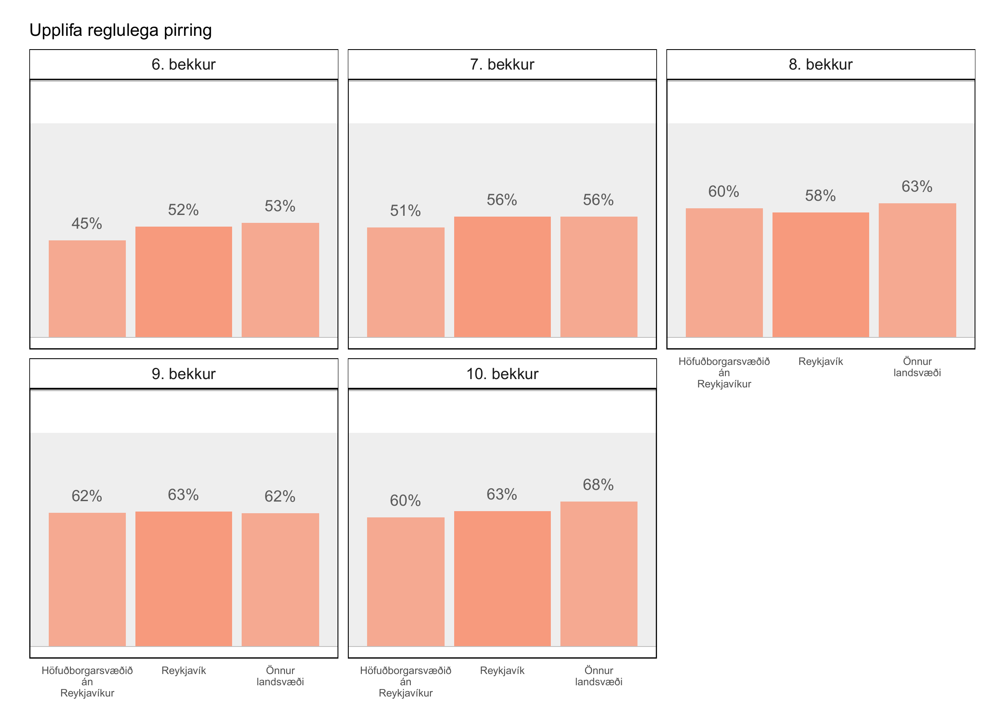 Upplifa reglulega pirring
6. bekkur
45%
52%
53%
7. bekkur
51%
56%
56%
8. bekkur
60%
58%
63%
Höfuðborgarsvæðið
án
Reykjavíkur
Reykjavík
Önnur
landsvæði
9. bekkur
62%
63%
62%
Höfuðborgarsvæðið
án
Reykjavíkur
Reykjavík
Önnur
landsvæði
10. bekkur
60%
63%
68%
Höfuðborgarsvæðið
án
Reykjavíkur
Reykjavík
Önnur
landsvæði